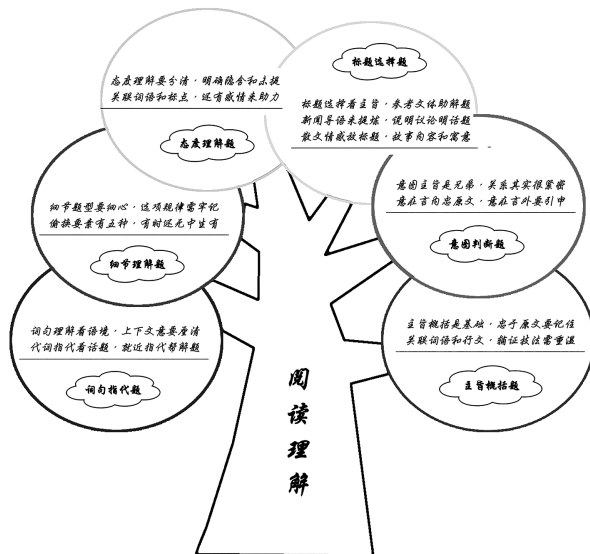 态度理解要分清，明确隐含和未提
关联词语和标点，还有感情来助力
态度理解题
标题选择题
标题选择看主旨，参考文体助解题
新闻导语来提炼，说明议论明话题
散文情感放标题，故事内容和寓意
细节题型要细心，选项规律需牢记
偷换要素有五种，有时还无中生有
细节理解题
意图主旨是兄弟，关系其实很紧密
意在言内忠原文，意在言外要引申
意图判断题
词句理解看语境，上下文意要厘清
代词指代看话题，就近指代帮解题
词句指代题
主旨概括是基础，忠于原文要记住
关联词语和行文，辅证技法需重温
主旨概括题
阅读理解